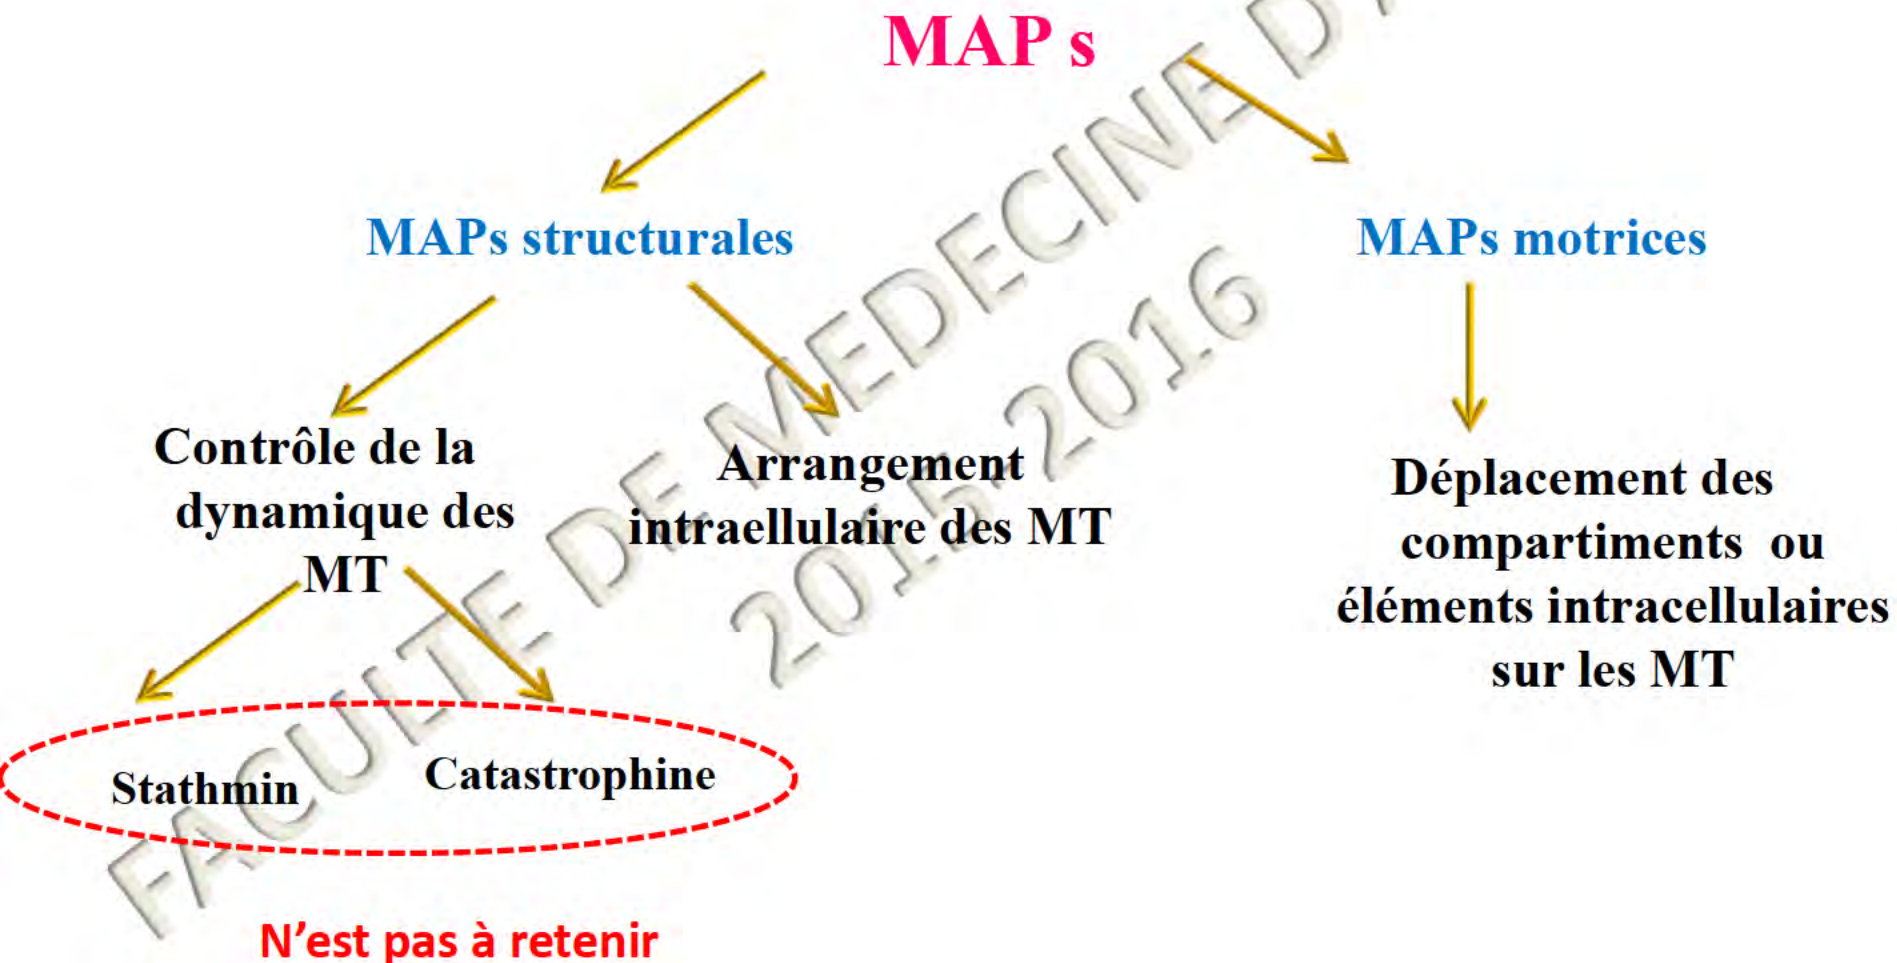 MAP s
MAPs structurales
MAPs motrices
Contrôle de la
dynamique des
MT
Arrangement
intraellulaire des MT
Déplacement des
compartiments ou
éléments intracellulaires
sur les MT
Stathmin
Catastrophine
N’est pas à retenir
FACULTE DE MEDECINE D'
2015-2016